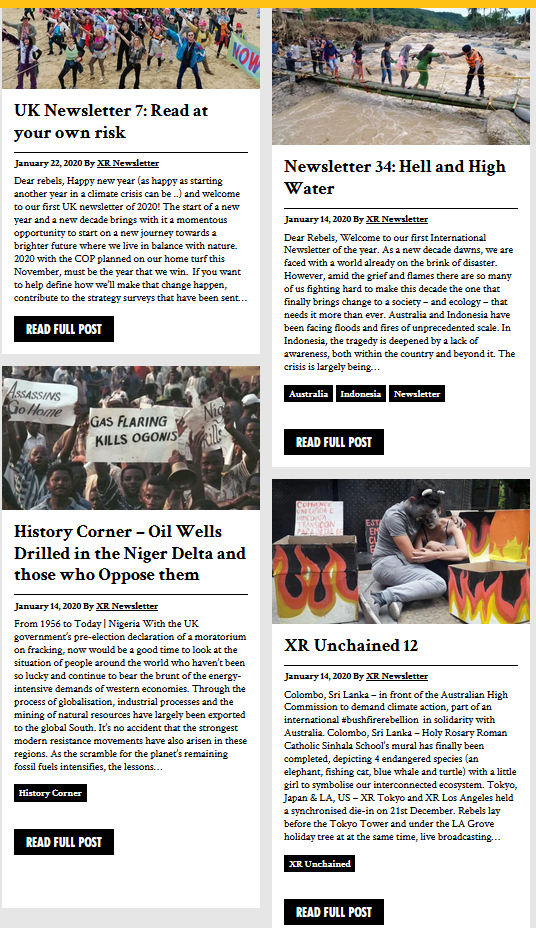 NOW
UK Newsletter 7: Read at
your own risk
January 22, 2020 By XR Newsletter
Dear rebels, Happy new year (as happy as starting
another year in a climate crisis can be ..) and welcome
to our first UK newsletter of 2020! The start of a new
year and a new decade brings with it a momentous
opportunity to start on a new journey towards a
brighter future where we live in balance with nature.
2020 with the COP planned on our home turf this
November, must be the year that we win. If you want
to help define how we'll make that change happen,
contribute to the strategy surveys that have been sent…
READ FULL POST
ASSASSINS
Go Home
GAS FLARING
KILLS OGONIS
History Corner – Oil Wells
Drilled in the Niger Delta and
those who Oppose them
January 14, 2020 By XR Newsletter
From 1956 to Today | Nigeria With the UK
government's pre-election declaration of a moratorium
on fracking, now would be a good time to look at the
situation of people around the world who haven't been
so lucky and continue to bear the brunt of the energy-
intensive demands of western economies. Through the
process of globalisation, industrial processes and the
mining of natural resources have largely been exported
to the global South. It's no accident that the strongest
modern resistance movements have also arisen in these
regions. As the scramble for the planet's remaining
fossil fuels intensifies, the lessons…
History Corner
READ FULL POST
Newsletter 34: Hell and High
Water
January 14, 2020 By XR Newsletter
Dear Rebels, Welcome to our first International
Newsletter of the year. As a new decade dawns, we are
faced with a world already on the brink of disaster.
However, amid the grief and flames there are so many
of us fighting hard to make this decade the one that
finally brings change to a society – and ecology – that
needs it more than ever. Australia and Indonesia have
been facing floods and fires of unprecedented scale. In
Indonesia, the tragedy is deepened by a lack of
awareness, both within the country and beyond it. The
crisis is largely being…
Australia Indonesia Newsletter
READ FULL POST
XR Unchained 12
January 14, 2020 By XR Newsletter
Colombo, Sri Lanka – in front of the Australian High
Commission to demand climate action, part of an
international #bushfirerebellion in solidarity with
Australia. Colombo, Sri Lanka – Holy Rosary Roman
Catholic Sinhala School's mural has finally been
completed, depicting 4 endangered species (an
elephant, fishing cat, blue whale and turtle) with a little
girl to symbolise our interconnected ecosystem. Tokyo,
Japan & LA, US – XR Tokyo and XR Los Angeles held
a synchronised die-in on 21st December. Rebels lay
before the Tokyo Tower and under the LA Grove
holiday tree at at the same time, live broadcasting…
XR Unchained
READ FULL POST